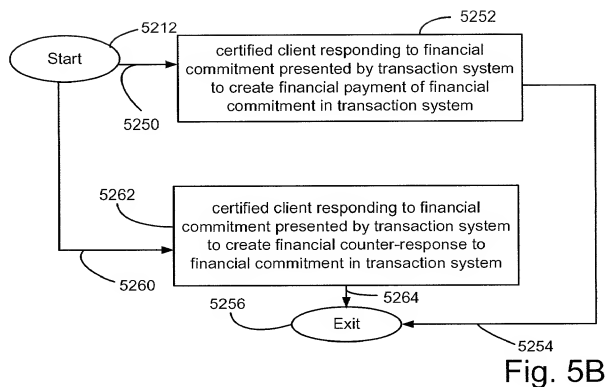 5212
Start
5250
5252
certified client responding to financial
commitment presented by transaction system
to create financial payment of financial
commitment in transaction system
5262
certified client responding to financial
commitment presented by transaction system
to create financial counter-response to
financial commitment in transaction system
5260
5264
5256
Exit
5254
Fig. 5B